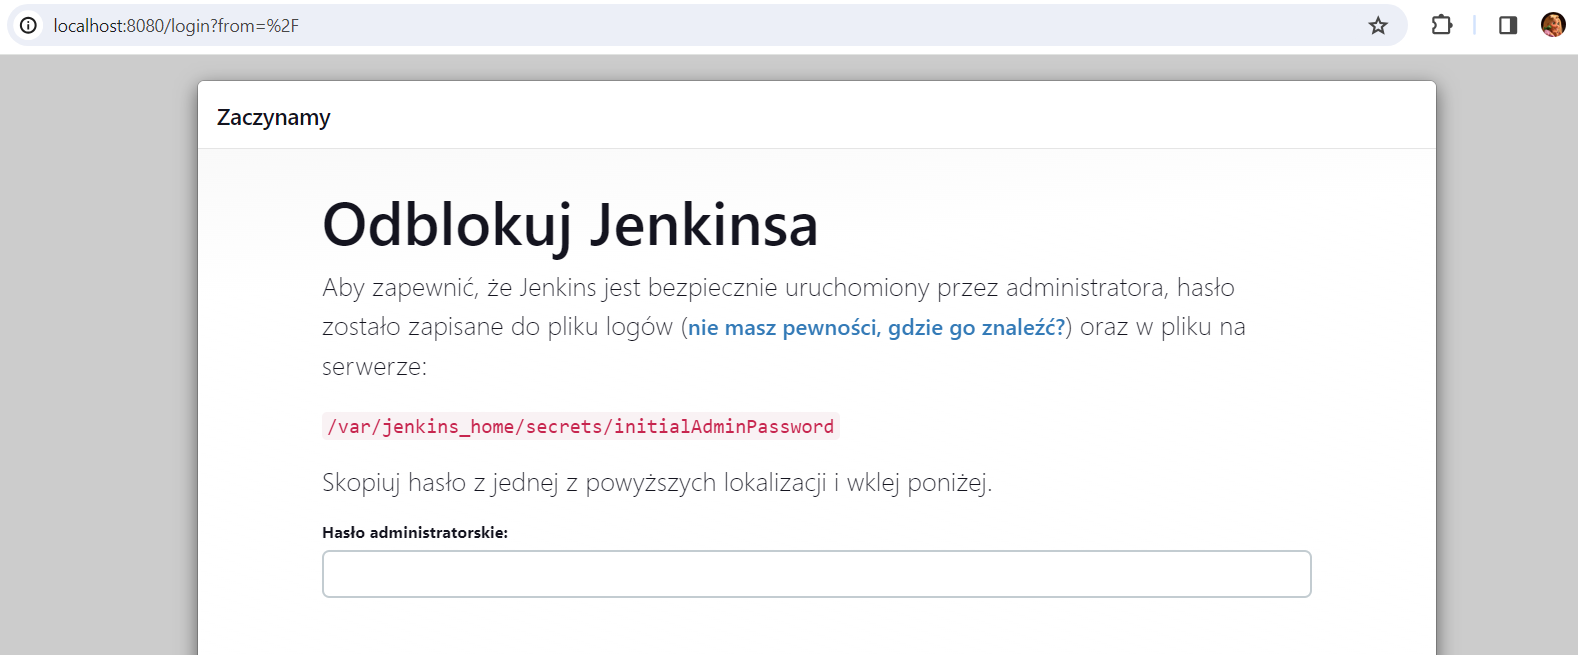 localhost:8080/login?from=%2F
Zaczynamy
Odblokuj Jenkinsa
Aby zapewnić, że Jenkins jest bezpiecznie uruchomiony przez administratora, hasło
zostało zapisane do pliku logów (nie masz pewności, gdzie go znaleźć?) oraz w pliku na
serwerze:
/var/jenkins_home/secrets/initialAdminPassword
Skopiuj hasło z jednej z powyższych lokalizacji i wklej poniżej.
Hasło administratorskie: